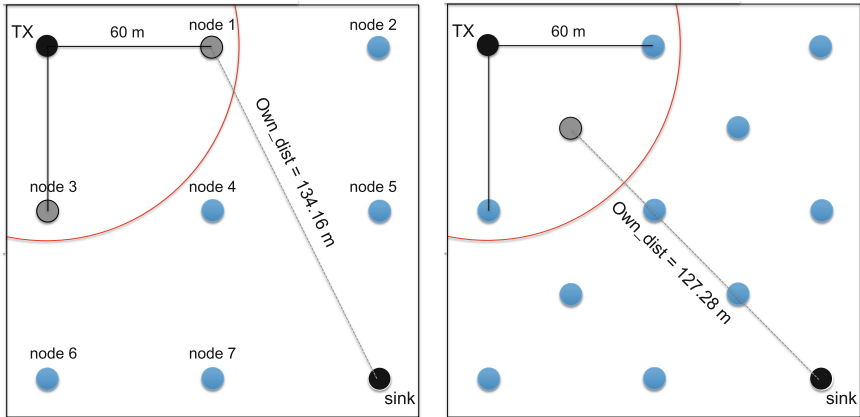 TX
60 m
node 1
node 2
Own_dist = 134.16 m
node 3
node 4
node 5
node 6
node 7
sink
TX
60 m
Own_dist = 127.28 m
sink